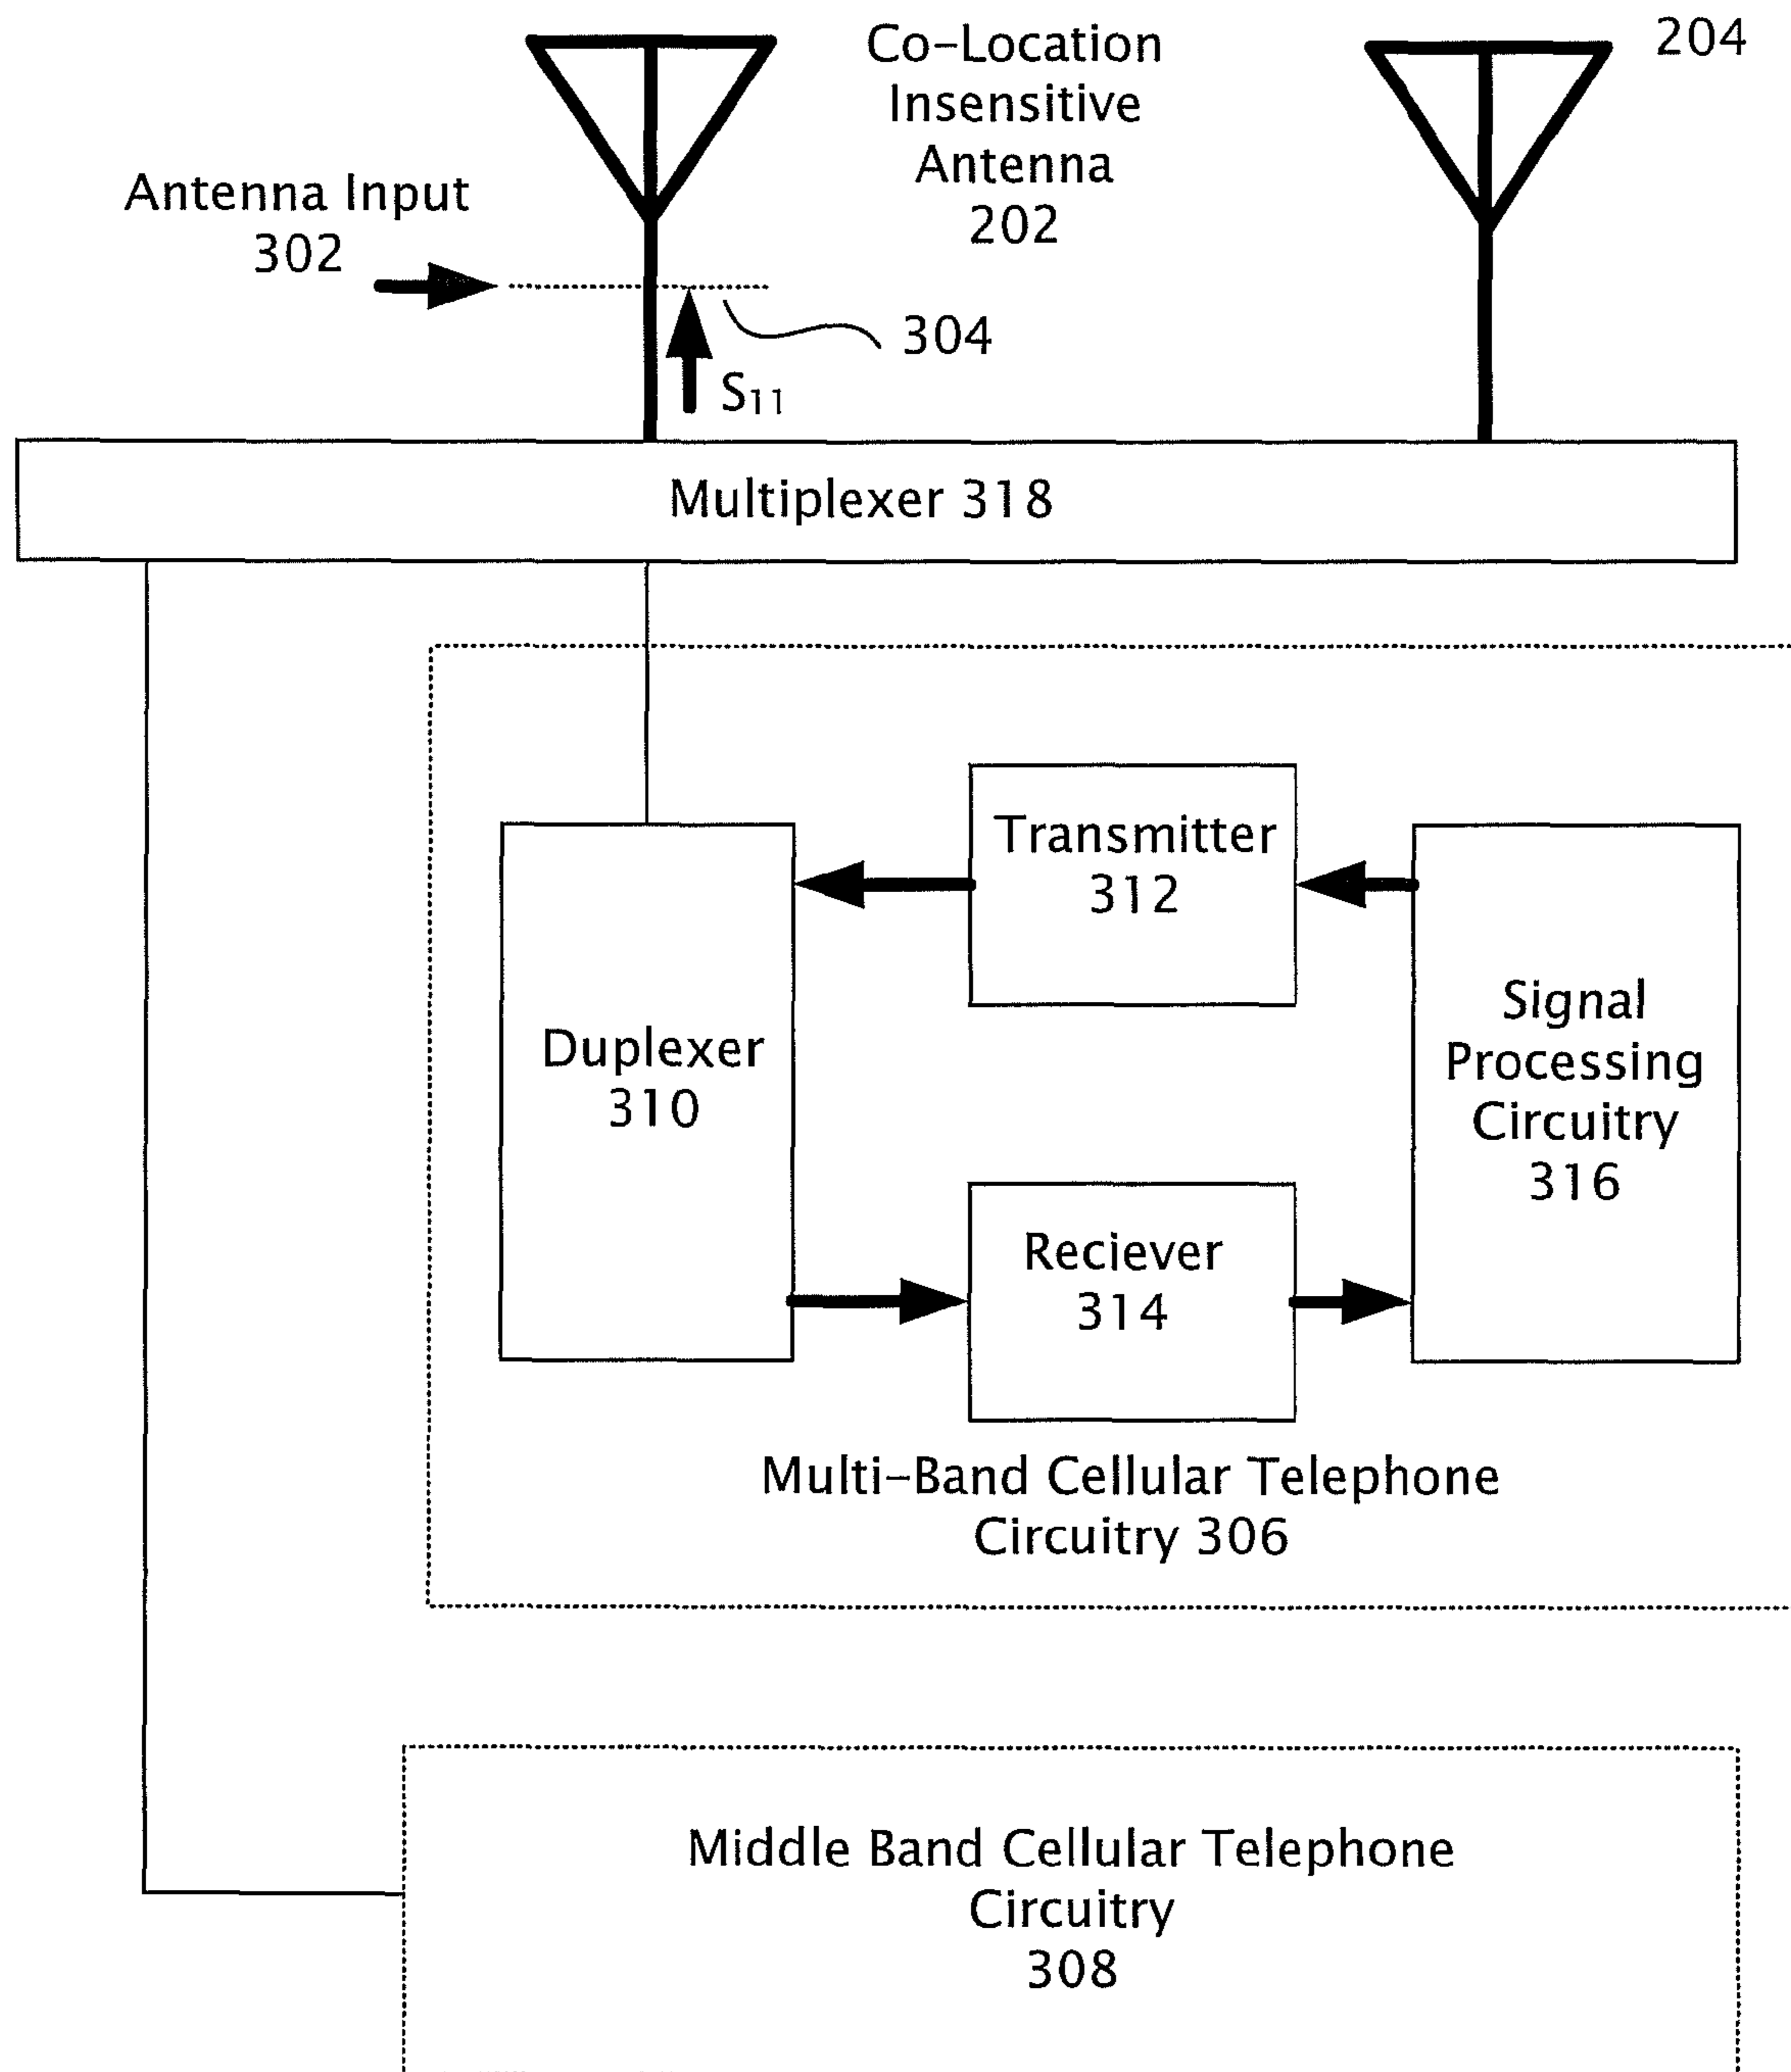 Co-Location
Insensitive
Antenna
202
204
Antenna Input
302
304
S11
Multiplexer 318
Transmitter
312
Duplexer
310
Signal
Processing
Circuitry
316
Reciever
314
Multi-Band Cellular Telephone
Circuitry 306
Middle Band Cellular Telephone
Circuitry
308